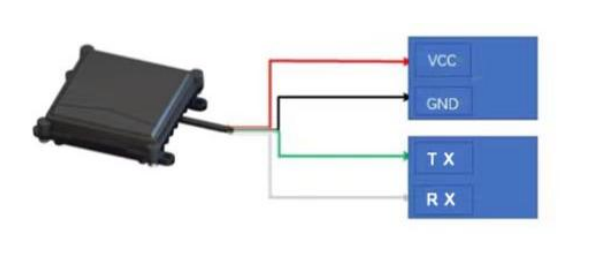 VCC
GND
T X
R X